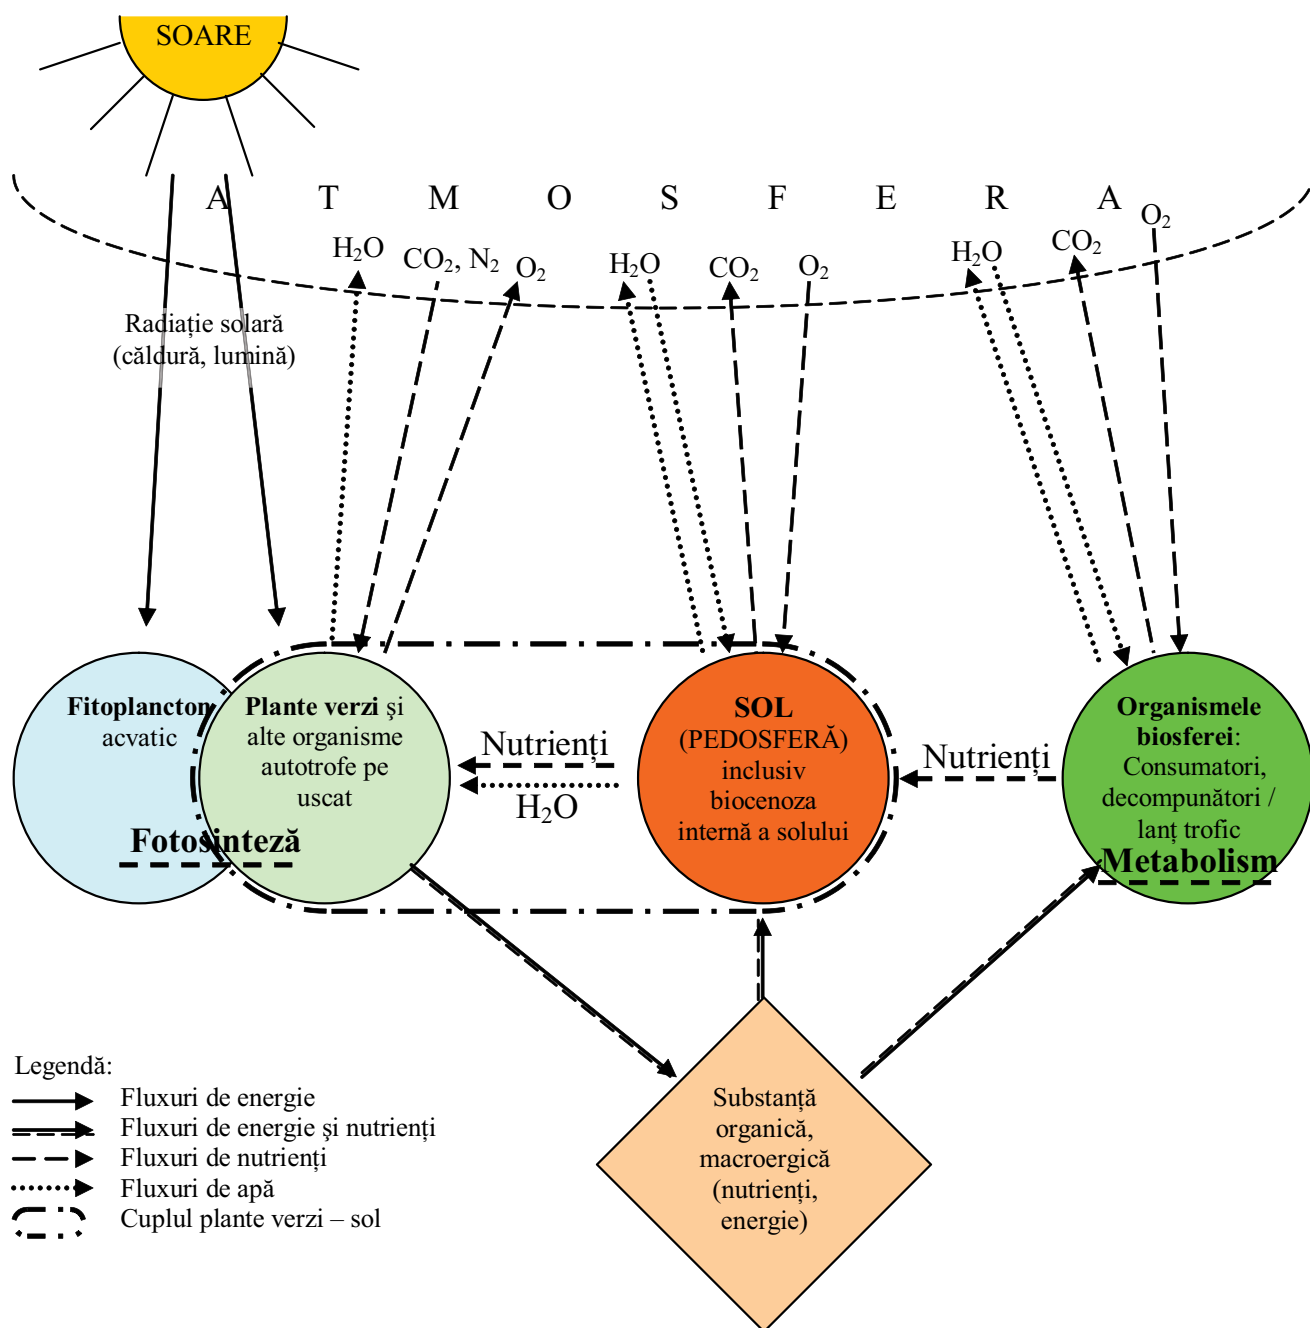 SOARE
A T M O S F E R A
H₂O
CO₂, N₂
O₂
H₂O
CO₂
O₂
H₂O
CO₂
O₂
Radiație solară
(căldură, lumină)
Fitoplancton
acvatic
Plante verzi şi
alte organisme
autotrofe pe
uscat
Fotosinteză
Nutrienți
H₂O
SOL
(PEDOSFERĂ)
inclusiv
biocenoza
internă a solului
Nutrienți
Organismele
biosferei:
Consumatori,
decompunători /
lanț trofic
Metabolism
Substanță
organică,
macroergică
(nutrienți,
energie)
Legendă:
Fluxuri de energie
Fluxuri de energie şi nutrienți
Fluxuri de nutrienți
Fluxuri de apă
Cuplul plante verzi – sol